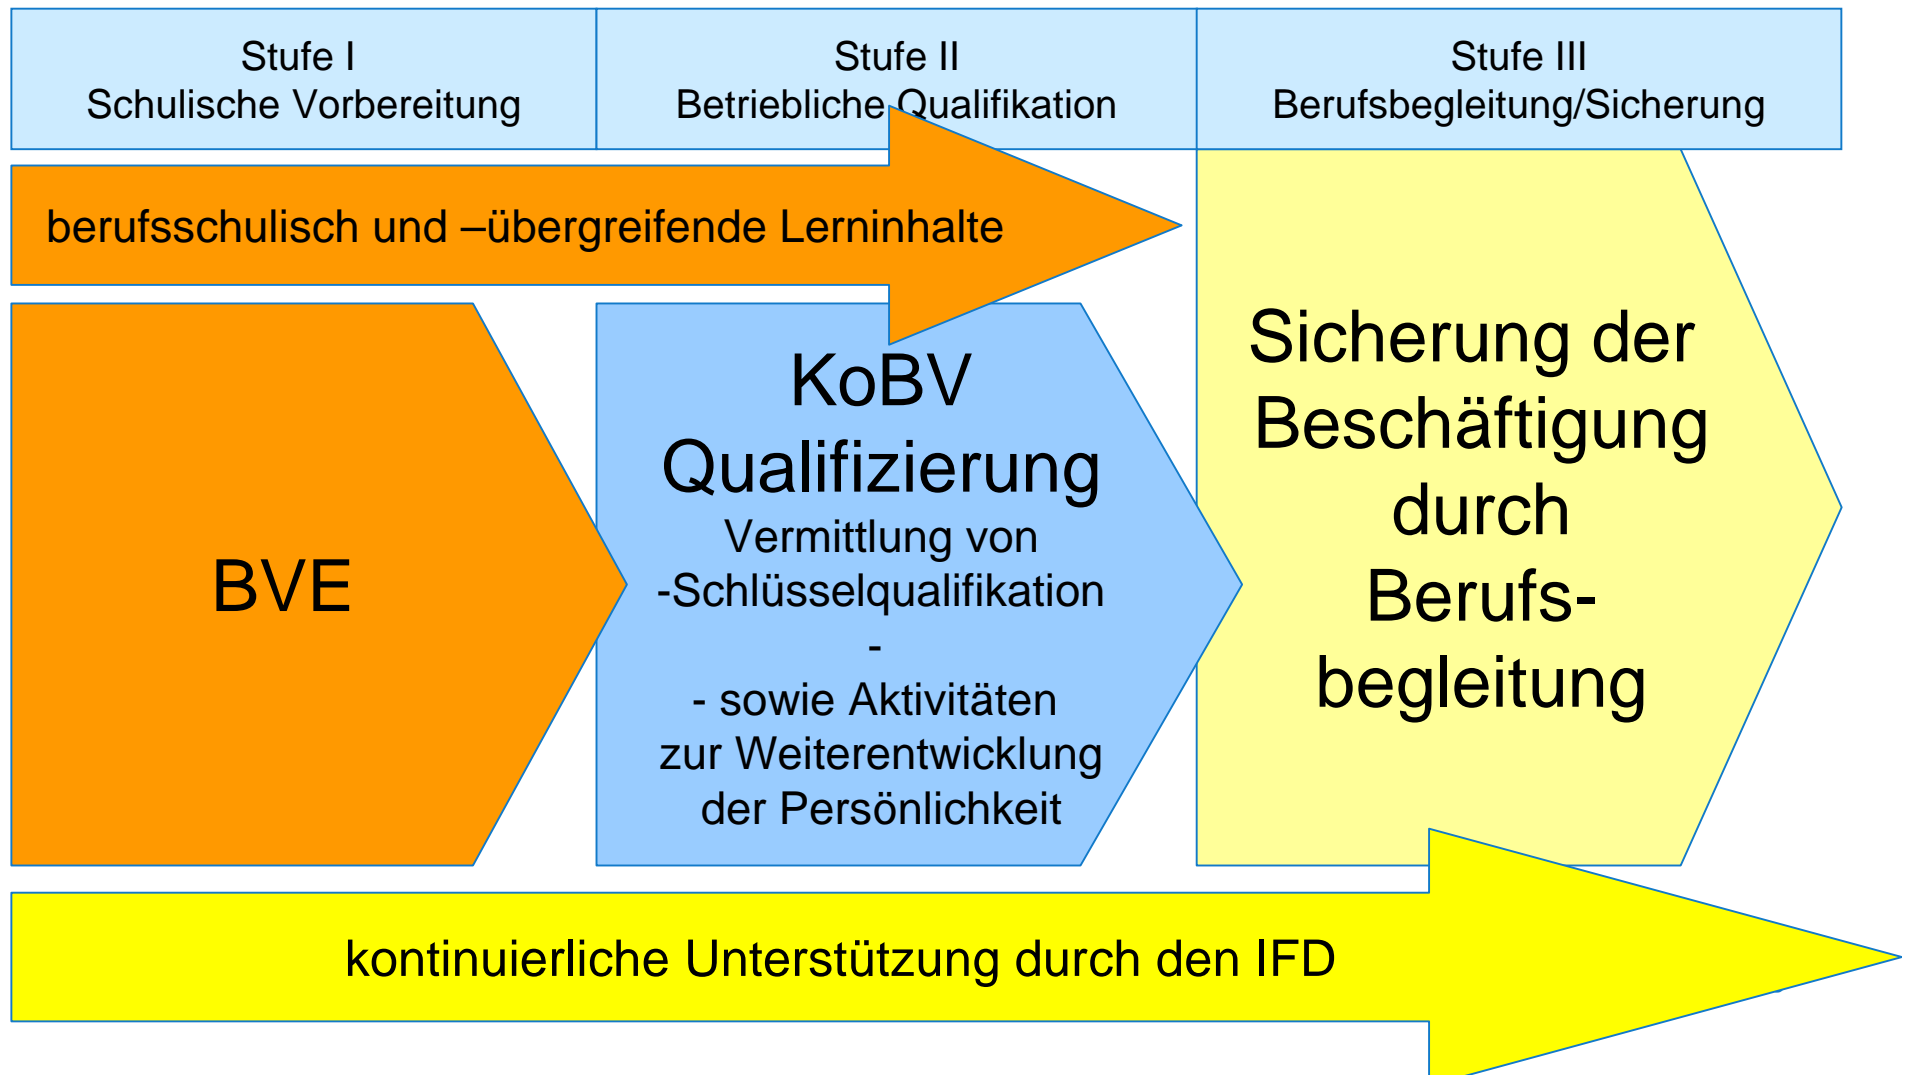 Stufe I
Schulische Vorbereitung
Stufe II
Betriebliche Qualifikation
Stufe III
Berufsbegleitung/Sicherung
berufsschulisch und –übergreifende Lerninhalte
BVE
KoBV
Qualifizierung
Vermittlung von
-Schlüsselqualifikation
-
- sowie Aktivitäten
zur Weiterentwicklung
der Persönlichkeit
Sicherung der
Beschäftigung
durch
Berufs-
begleitung
kontinuierliche Unterstützung durch den IFD